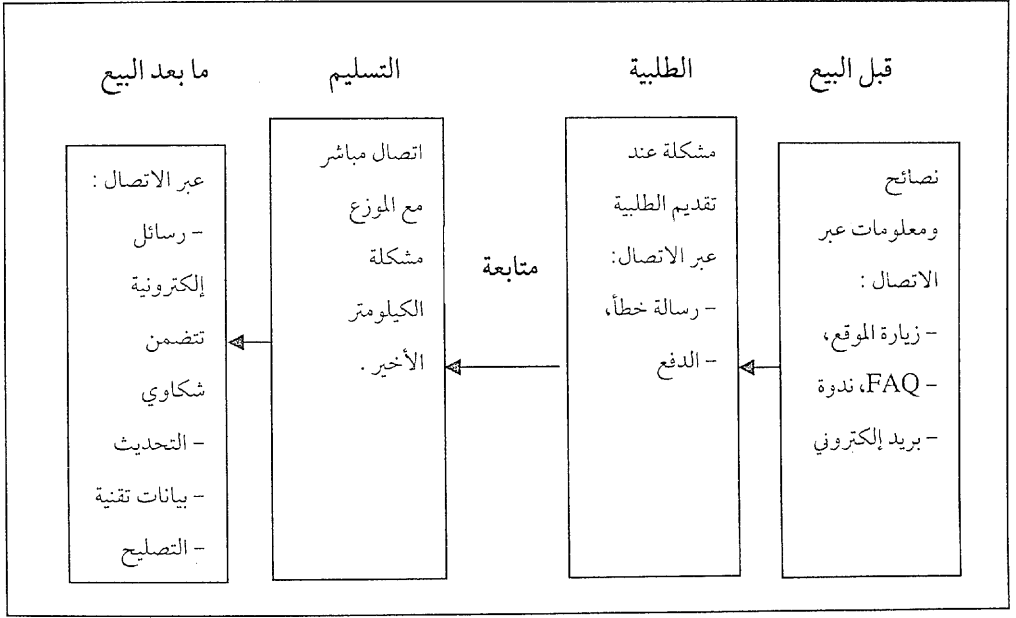 قبل البيع
نصائح
ومعلومات عبر
الاتصال :
– زيارة الموقع،
– FAQ، ندوة
– بريد إلكتروني
الطلبية
مشكلة عند
تقديم الطلبية
عبر الاتصال:
– رسالة خطأ،
– الدفع
متابعة
التسليم
اتصال مباشر
مع الموزع
مشكلة
الكيلومتر
الأخير .
ما بعد البيع
عبر الاتصال :
– رسائل
إلكترونية
تتضمن
شكاوي
– التحديث
– بيانات تقنية
– التصليح